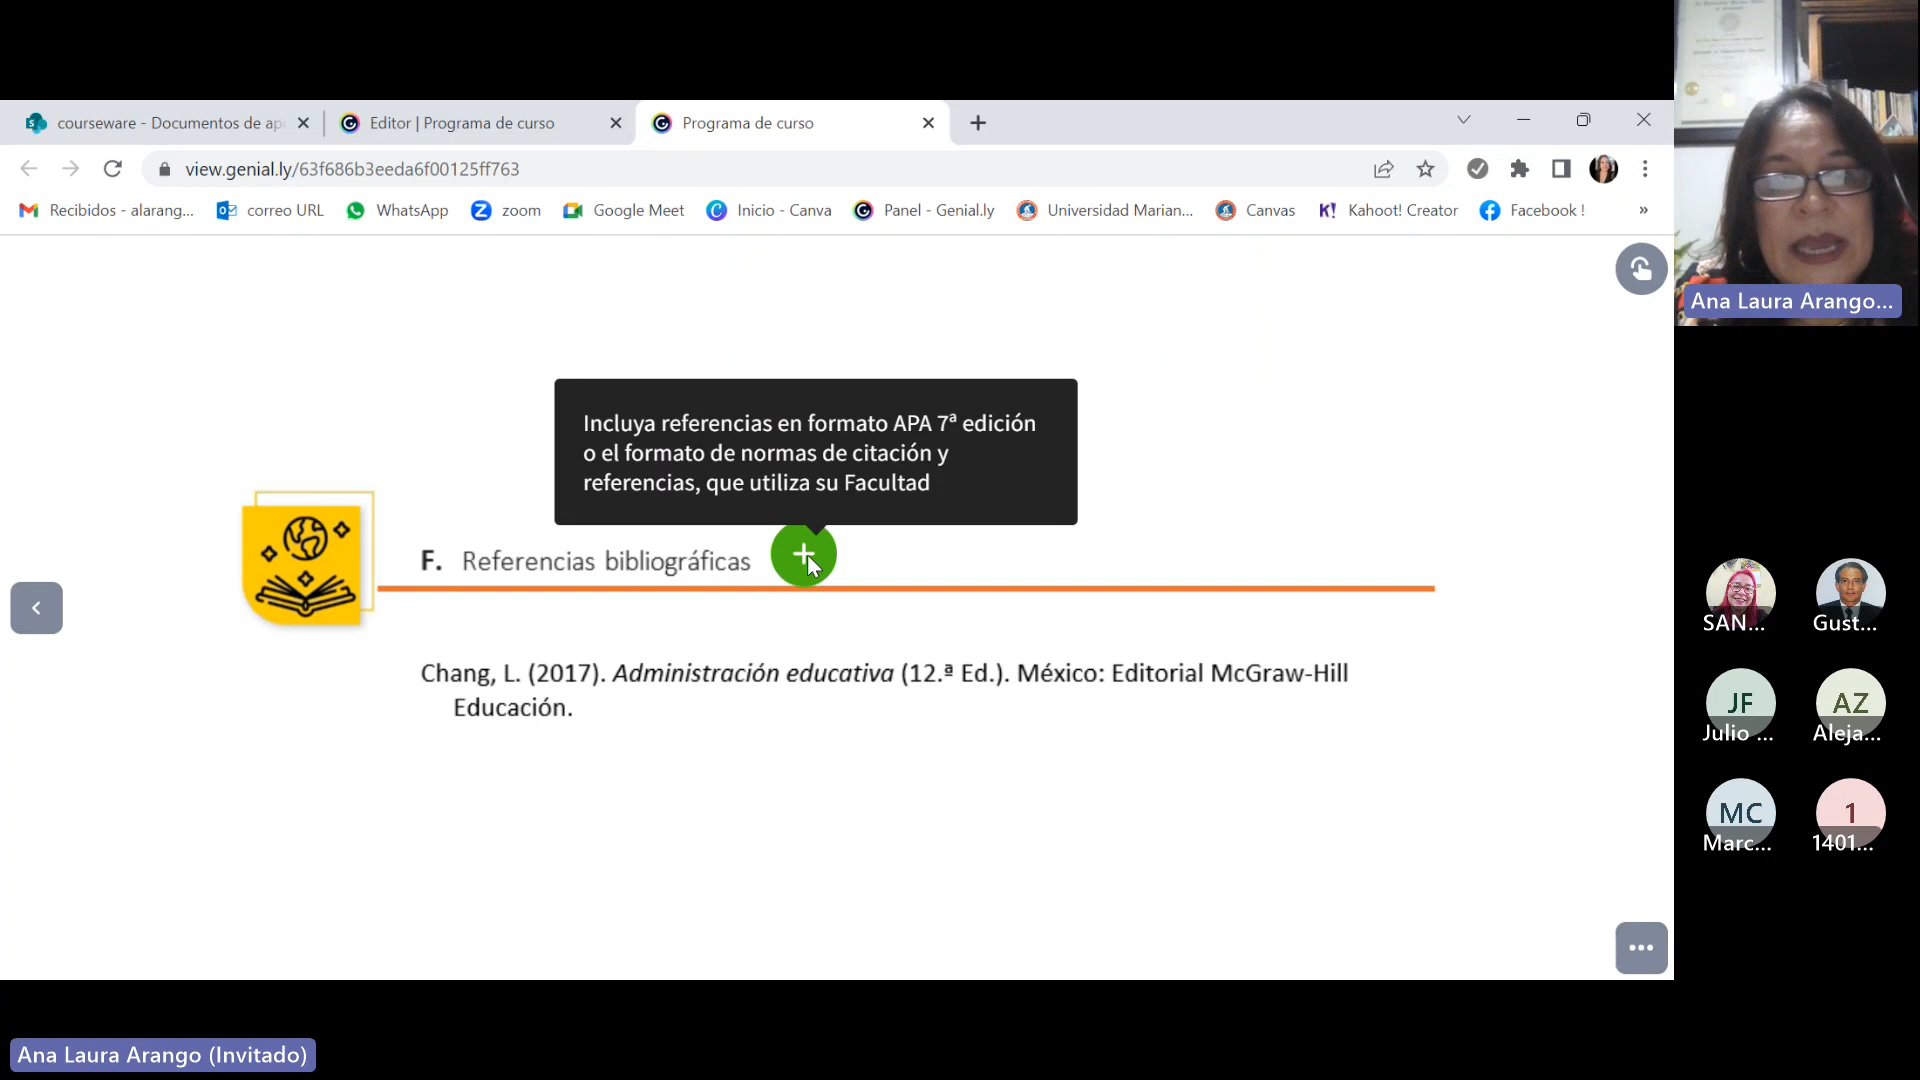 courseware - Documentos de ap
Editor | Programa de curso
Programa de curso
view.genial.ly/63f686b3eeda6f00125ff763
Recibidos - alarang...
correo URL
WhatsApp
zoom
Google Meet
Inicio - Canva
Panel - Genial.ly
Universidad Marian...
Canvas
K! Kahoot! Creator
Facebook !
»
Ana Laura Arango...
Incluya referencias en formato APA 7ª edición
o el formato de normas de citación y
referencias, que utiliza su Facultad
F. Referencias bibliográficas
Chang, L. (2017). Administración educativa (12.ª Ed.). México: Editorial McGraw-Hill
Educación.
SAN...
Gust...
JF
Julio ...
AZ
Aleja...
MC
Marc...
1
1401...
Ana Laura Arango (Invitado)